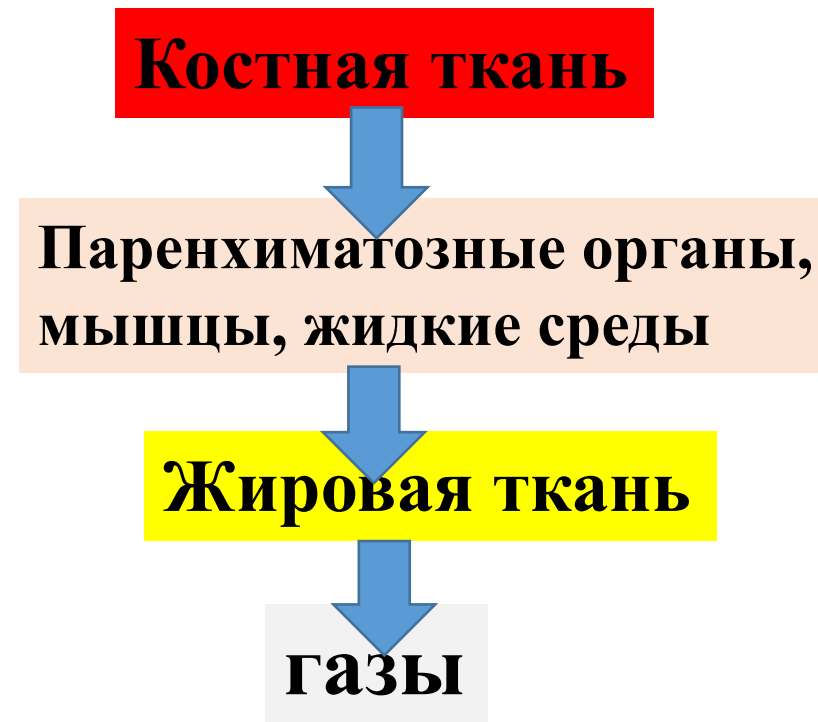 Костная ткань
Паренхиматозные органы,
мышцы, жидкие среды
Жировая ткань
газы